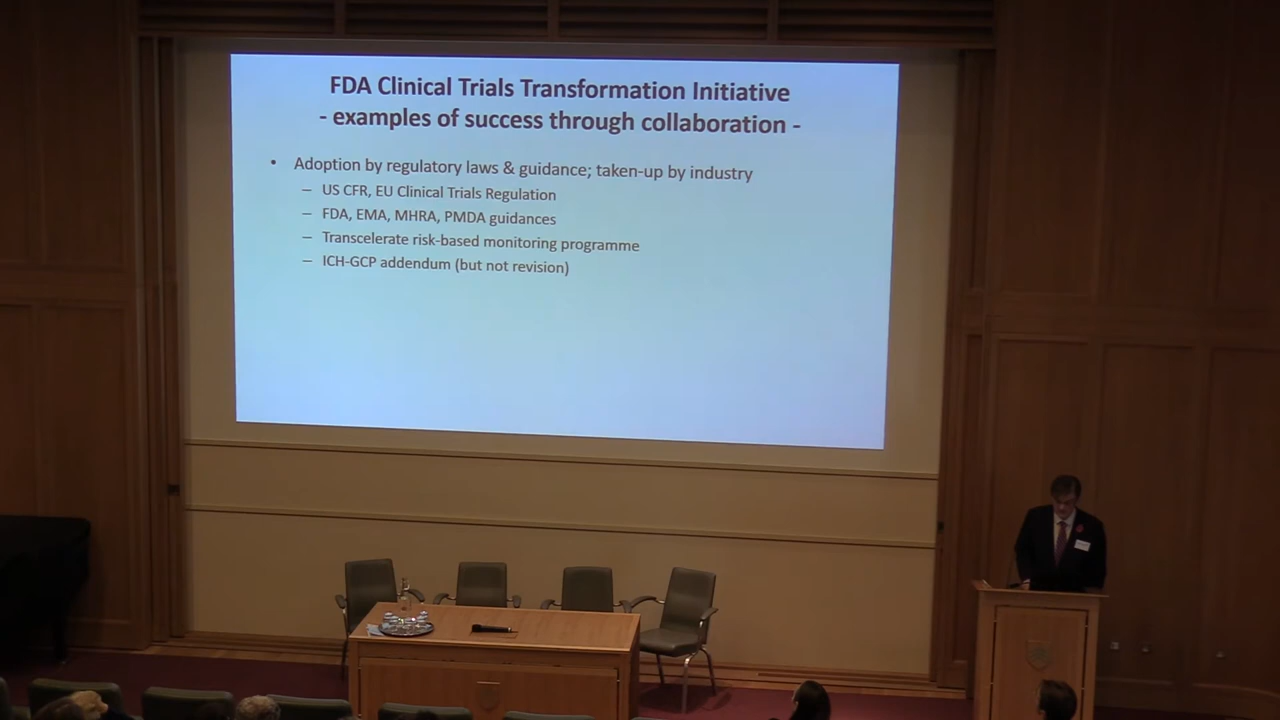 FDA Clinical Trials Transformation Initiative
- examples of success through collaboration -
• Adoption by regulatory laws & guidance; taken-up by industry
– US CFR, EU Clinical Trials Regulation
– FDA, EMA, MHRA, PMDA guidances
– Transcelerate risk-based monitoring programme
– ICH-GCP addendum (but not revision)